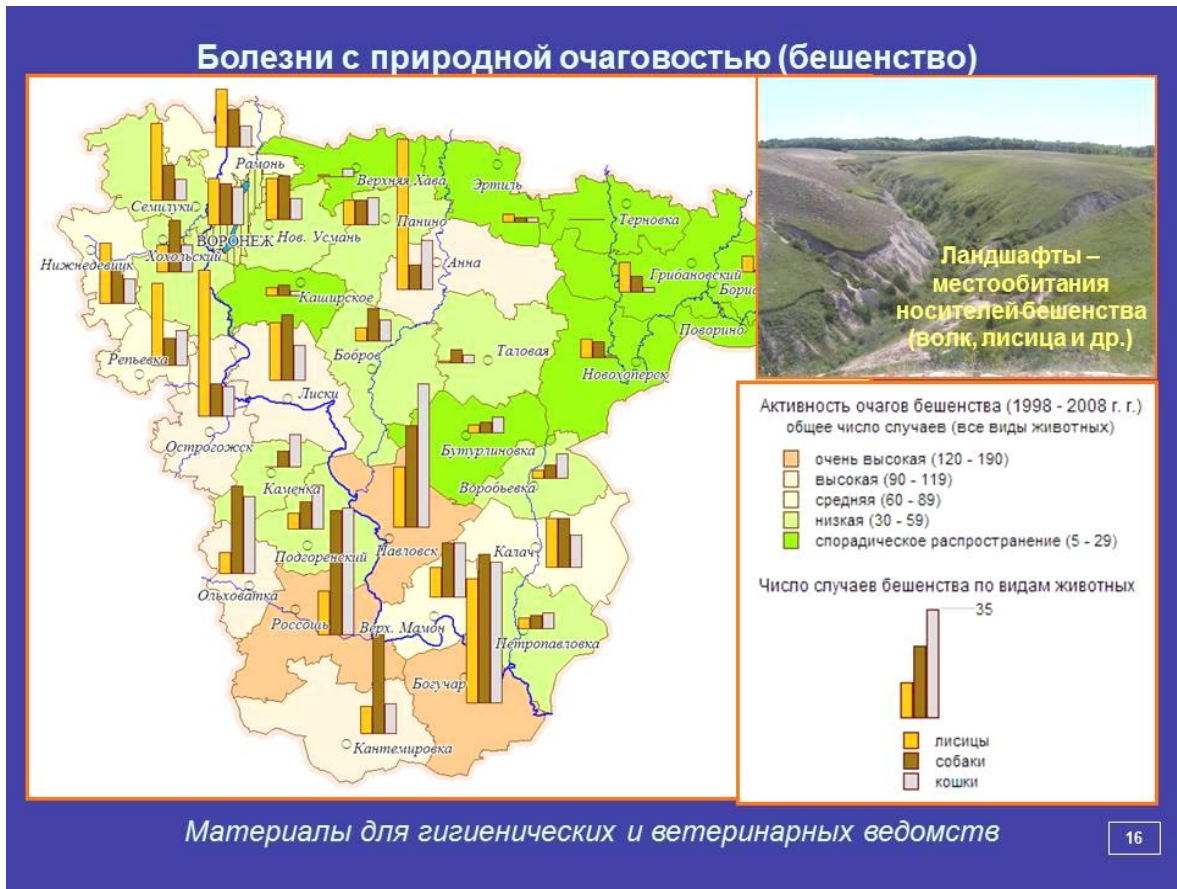 Болезни с природной очаговостью (бешенство)
Рамонь
Верхняя Хава
Эртиль
Терновка
Семилуки
Панино
ВОРОНЕЖ
Нов. Усмань
Хохольский
Нижнедевицк
Анна
Грибановский
Борис
Каширское
Поворино
Бобров
Таловая
Репьевка
Новохоперск
Лиски
Острогожск
Бутурлиновка
Каменка
Воробьевка
Подгоренский
Павловск
Калач
Ольховатка
Россошь
Верх. Мамон
Петропавловка
Богучар
Кантемировка
Ландшафты –
местообитания
носителей бешенства
(волк, лисица и др.)
Активность очагов бешенства (1998 - 2008 г. г.)
общее число случаев (все виды животных)
очень высокая (120 - 190)
высокая (90 - 119)
средняя (60 - 89)
низкая (30 - 59)
спорадическое распространение (5 - 29)
Число случаев бешенства по видам животных
35
лисицы
собаки
кошки
Материалы для гигиенических и ветеринарных ведомств
16